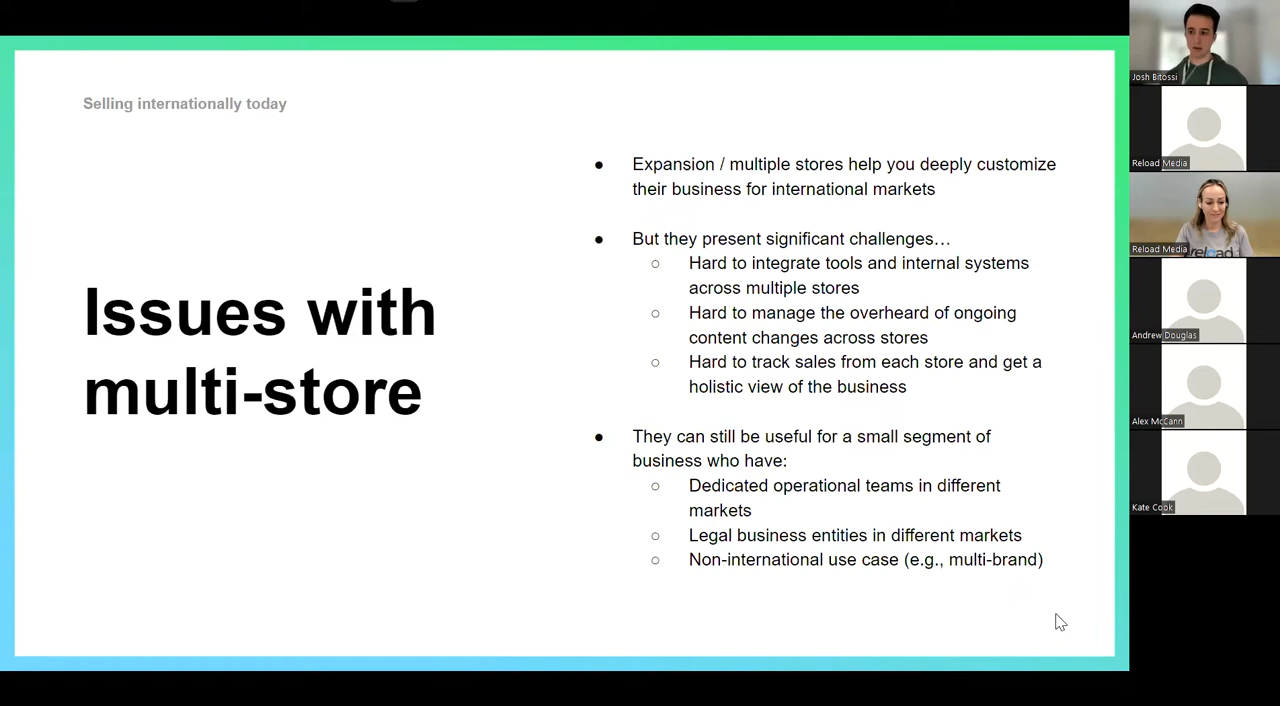 Selling internationally today
Issues with
multi-store
● Expansion / multiple stores help you deeply customize
their business for international markets
● But they present significant challenges…
○ Hard to integrate tools and internal systems
across multiple stores
○ Hard to manage the overheard of ongoing
content changes across stores
○ Hard to track sales from each store and get a
holistic view of the business
● They can still be useful for a small segment of
business who have:
○ Dedicated operational teams in different
markets
○ Legal business entities in different markets
○ Non-international use case (e.g., multi-brand)
Josh Bitossi
Reload Media
reload
Reload Media
Andrew Douglas
Alex McCann
Kate Cook